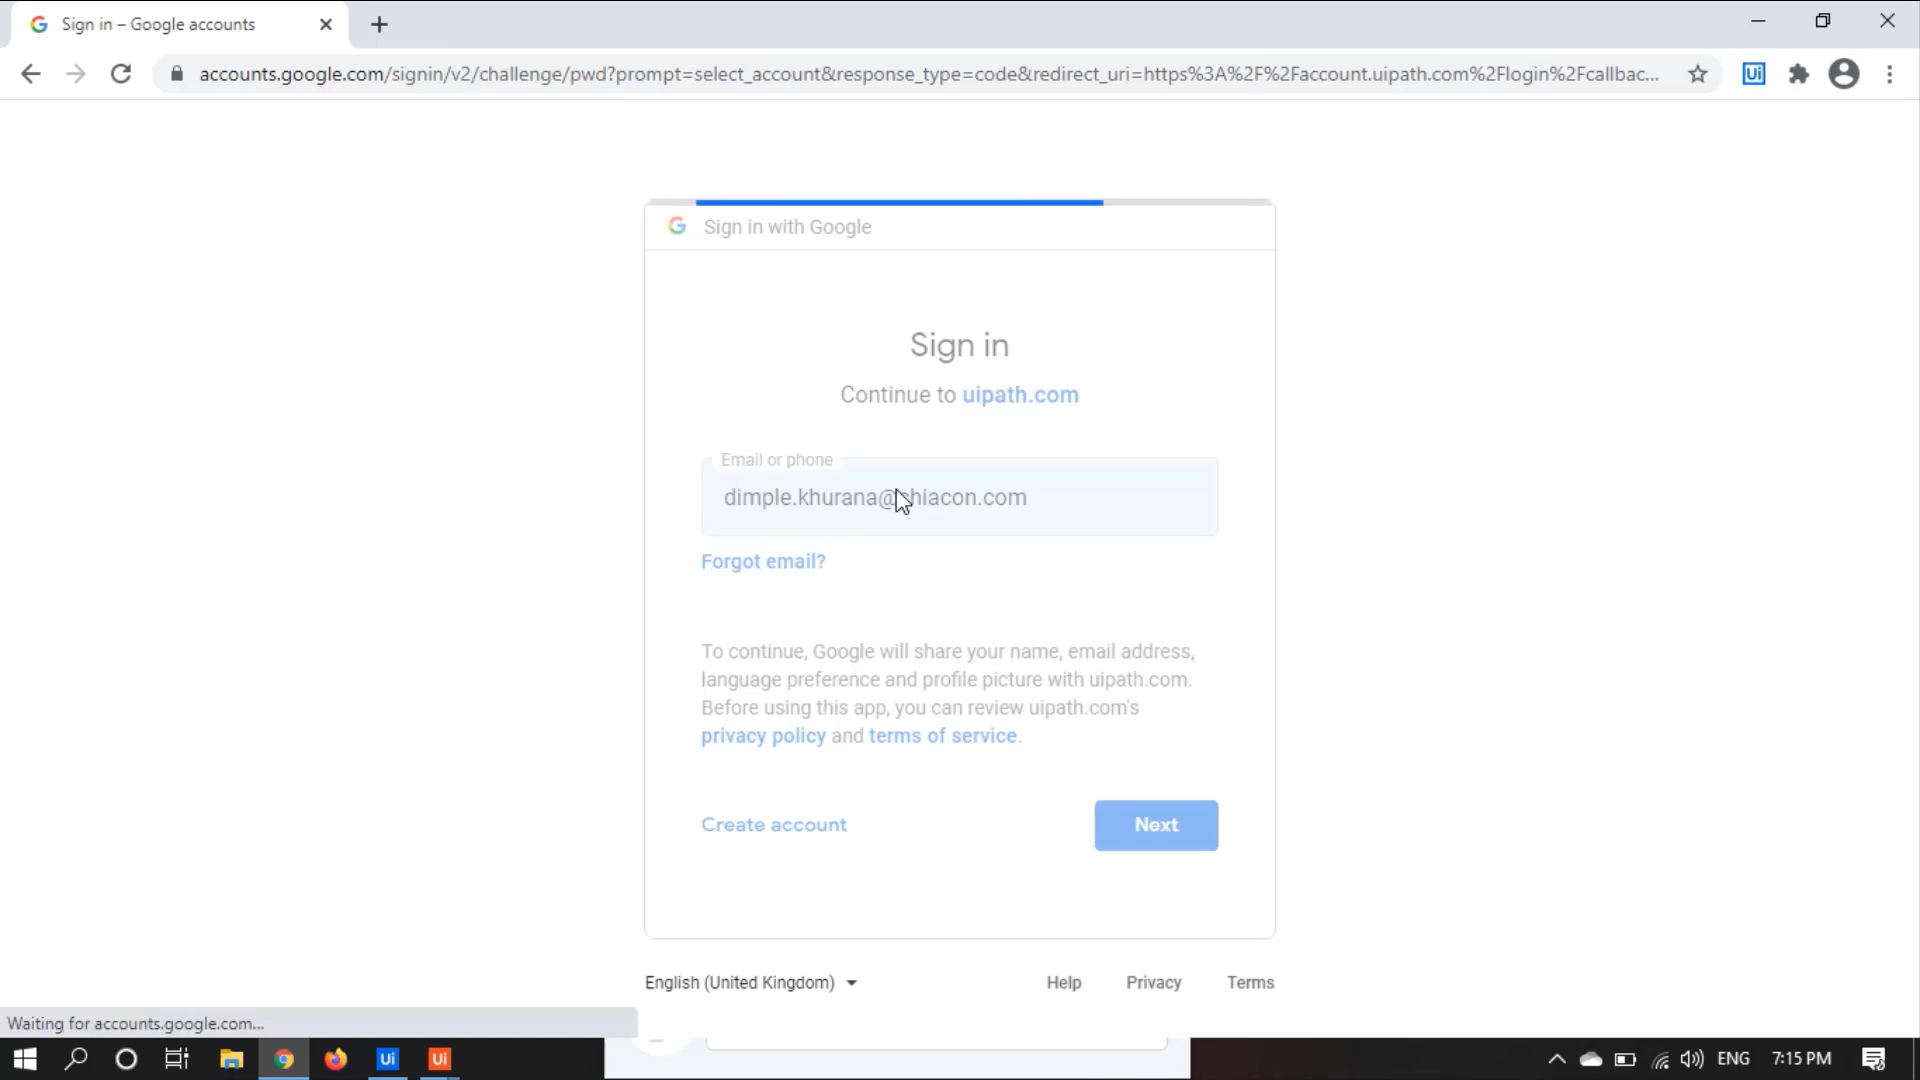 Sign in – Google accounts
accounts.google.com/signin/v2/challenge/pwd?prompt=select_account&response_type=code&redirect_uri=https%3A%2F%2Faccount.uipath.com%2Flogin%2Fcallbac...
Ui
Sign in with Google
Sign in
Continue to uipath.com
Email or phone
dimple.khurana@chiacon.com
Forgot email?
To continue, Google will share your name, email address,
language preference and profile picture with uipath.com.
Before using this app, you can review uipath.com's
privacy policy and terms of service.
Create account
Next
English (United Kingdom)
Help
Privacy
Terms
Waiting for accounts.google.com...
Ui
Ui
ENG
7:15 PM